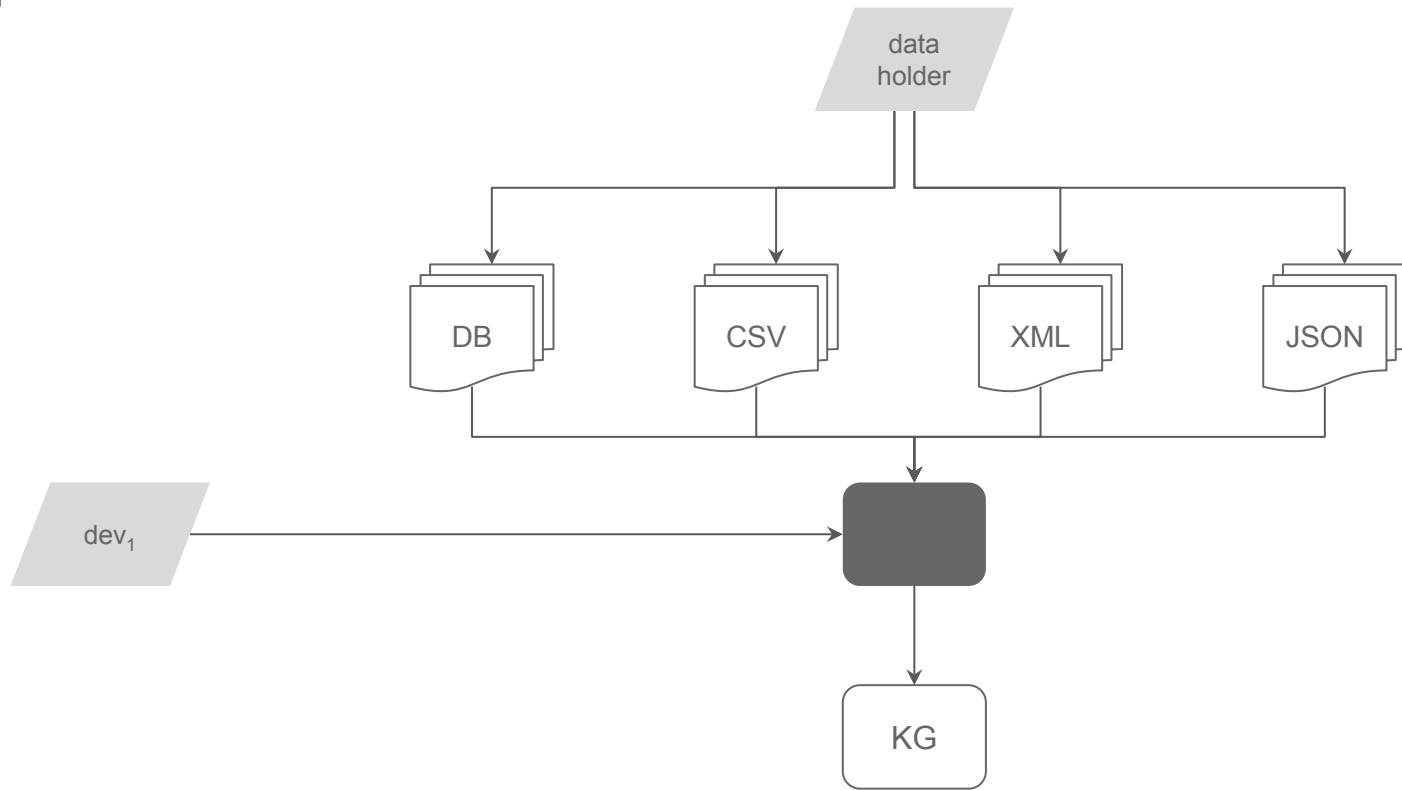 data
holder
DB
CSV
XML
JSON
dev₁
KG